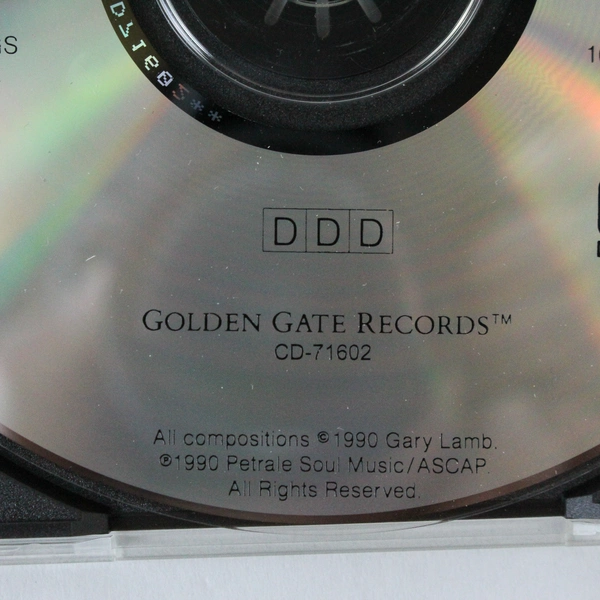 DDD
GOLDEN GATE RECORDS™
CD-71602
All compositions ©1990 Gary Lamb.
℗1990 Petrale Soul Music/ASCAP.
All Rights Reserved.